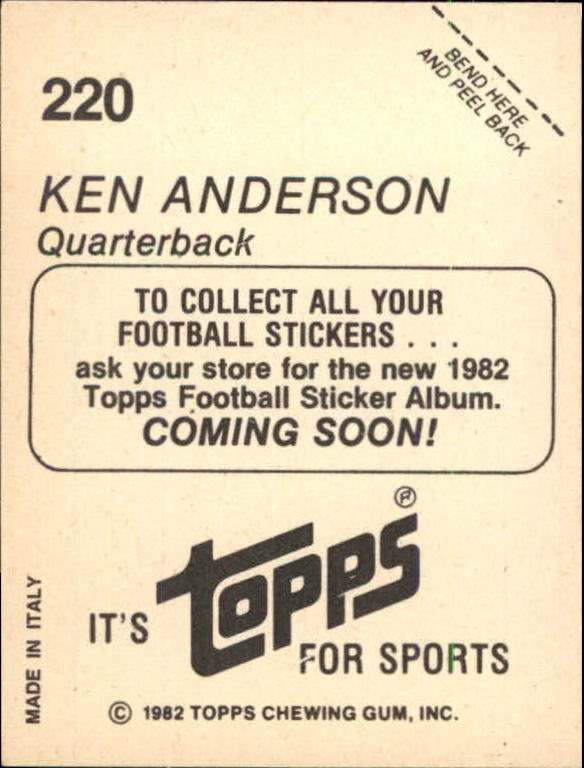 220
BEND HERE
AND PEEL BACK
KEN ANDERSON
Quarterback
TO COLLECT ALL YOUR
FOOTBALL STICKERS . . .
ask your store for the new 1982
Topps Football Sticker Album.
COMING SOON!
IT'S topps®
FOR SPORTS
MADE IN ITALY
© 1982 TOPPS CHEWING GUM, INC.